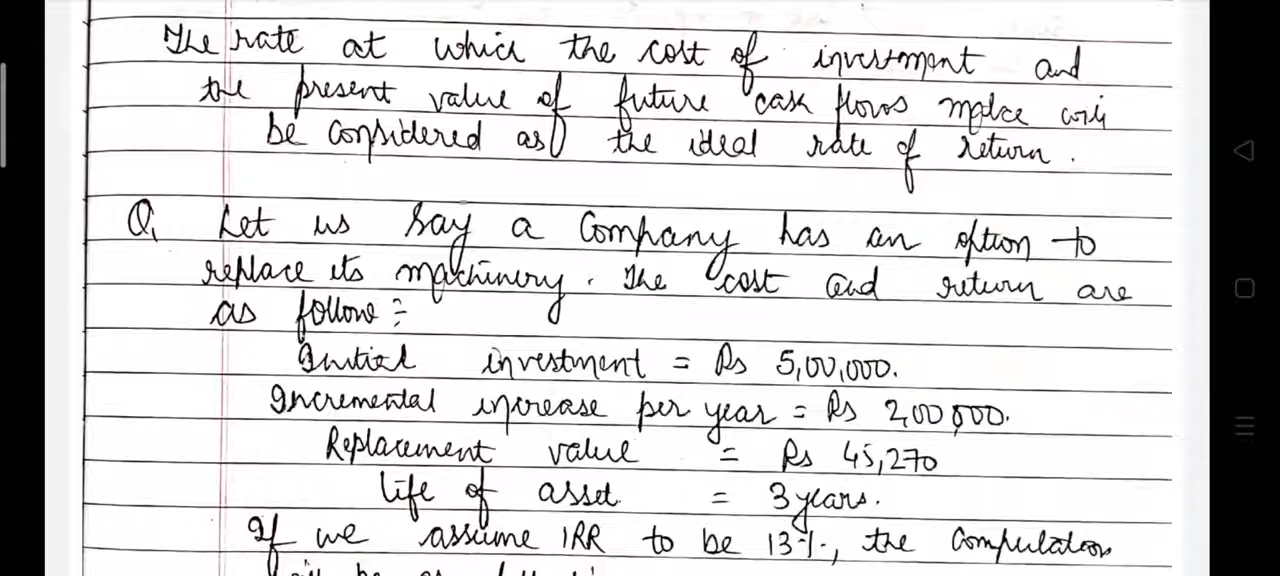 The rate at which the cost of investment and
the present value of future cash flows make
be considered as the ideal rate of return.
Q, Let us say a Company has an option to
replace its machinery. The cost and return are
as follow :-
Initial investment = Rs 5,00,000.
Incremental increase per year = Rs 2,00,000.
Replacement value = Rs 45,270
life of asset. = 3 years.
If we assume IRR to be 13%, the Computation